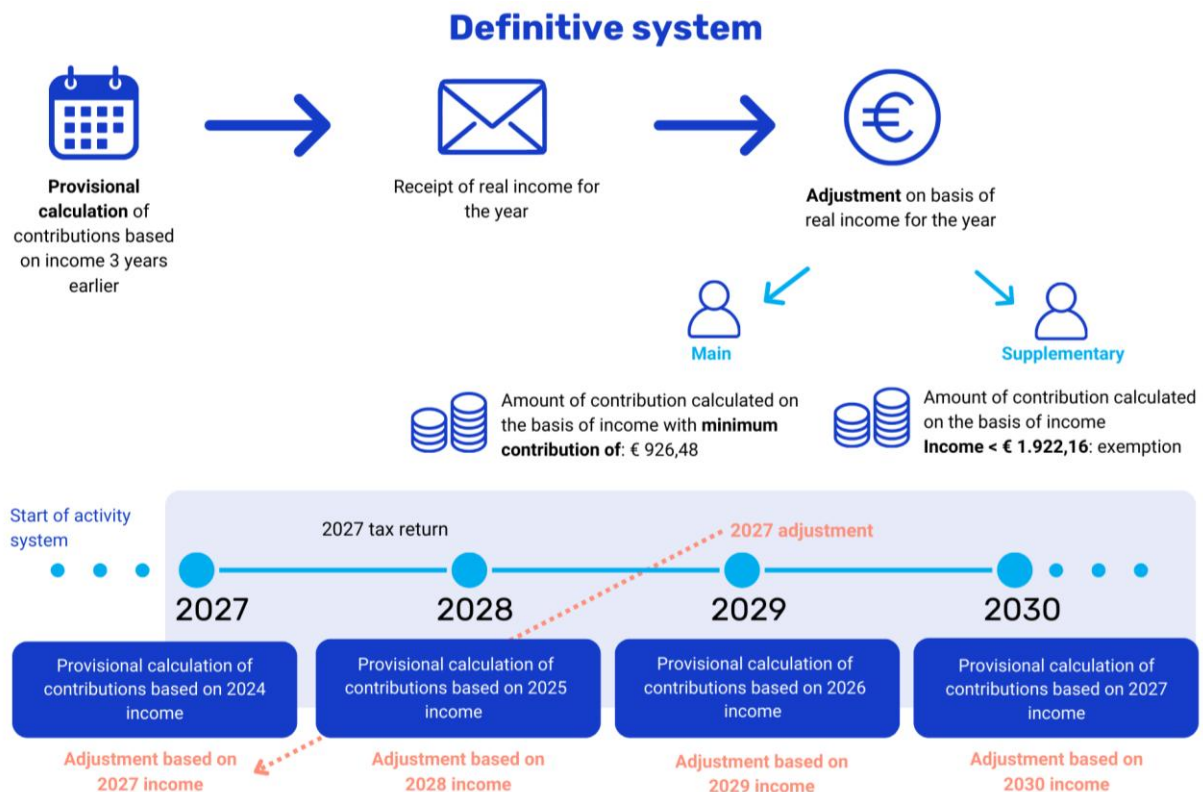 Definitive system
Provisional
calculation of
contributions based
on income 3 years
earlier
Receipt of real income for
the year
Adjustment on basis of
real income for the year
Main
Supplementary
Amount of contribution calculated on
the basis of income with minimum
contribution of: € 926,48
Amount of contribution calculated
on the basis of income
Income < € 1.922,16: exemption
Start of activity
system
2027 tax return
2027 adjustment
2027
2028
2029
2030
Provisional calculation of
contributions based on 2024
income
Provisional calculation of
contributions based on 2025
income
Provisional calculation of
contributions based on 2026
income
Provisional calculation of
contributions based on 2027
income
Adjustment based on
2027 income
Adjustment based on
2028 income
Adjustment based on
2029 income
Adjustment based on
2030 income